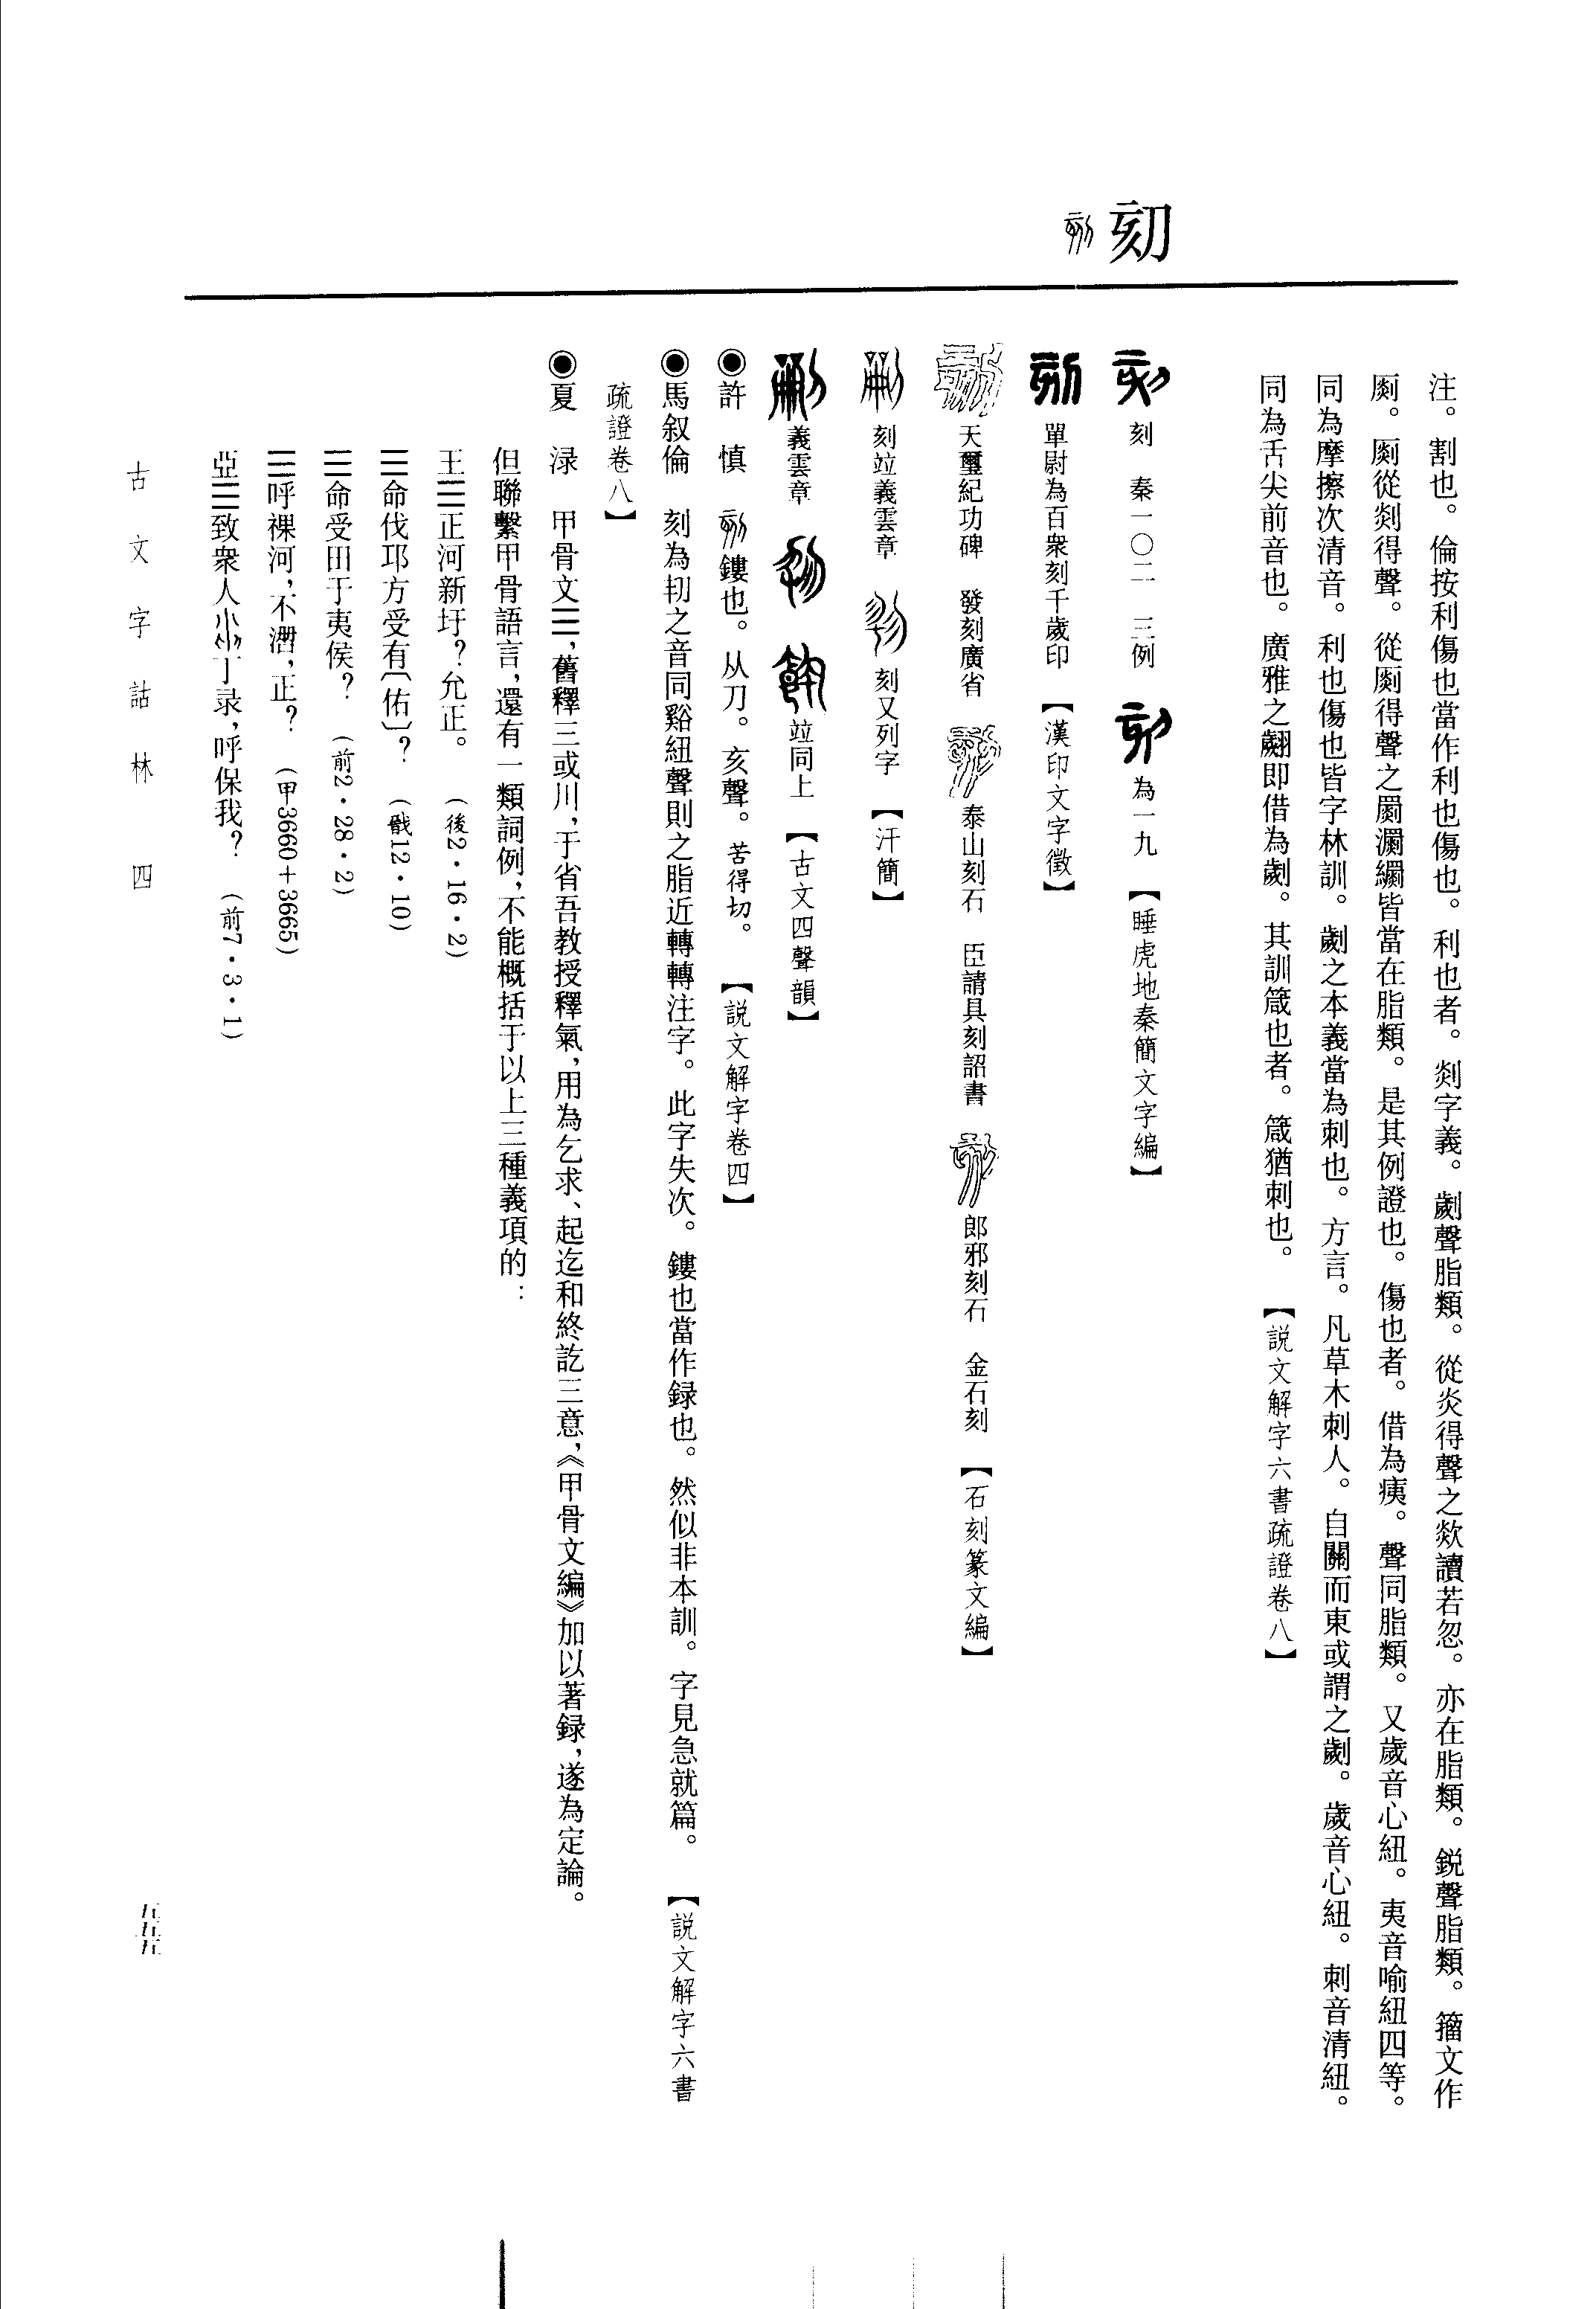 刻
注。割也。倫按利傷也當作利也傷也。利也者。剡字義。劌聲脂類。從炎得聲之欻讀若忽。亦在脂類。鋭聲脂類。籀文作
㓹。㓹從剡得聲。從㓹得聲之罽瀱繝皆當在脂類。是其例證也。傷也者。借為痍。聲同脂類。又歲音心紐。夷音喻紐四等。
同為摩擦次清音。利也傷也皆字林訓。劌之本義當為刺也。方言。凡草木刺人。自關而東或謂之劌。歲音心紐。刺音清紐。
同為舌尖前音也。廣雅之翽即借為劌。其訓箴也者。箴猶刺也。【説文解字六書疏證卷八】
刻 秦一〇二 三例 為一九 【睡虎地秦簡文字編】
單尉為百衆刻千歲印 【漢印文字徵】
天璽紀功碑 發刻廣省 泰山刻石 臣請具刻詔書 郎邪刻石 金石刻 【石刻篆文編】
刻竝義雲章 刻又列字 【汗簡】
義雲章 竝同上 【古文四聲韻】
◉許 慎 鏤也。从刀。亥聲。苦得切。【説文解字卷四】
◉馬叙倫 刻為㓞之音同谿紐聲則之脂近轉轉注字。此字失次。鏤也當作録也。然似非本訓。字見急就篇。【説文解字六書
疏證卷八】
◉夏 渌 甲骨文三,舊釋三或川,于省吾教授釋氣,用為乞求、起迄和終訖三意,《甲骨文編》加以著録,遂為定論。
但聯繫甲骨語言,還有一類詞例,不能概括于以上三種義項的:
王三正河新圩?允正。(後2·16·2)
三命伐邛方受有〔佑〕?(戩12·10)
三命受田于夷侯?(前2·28·2)
三呼祼河,不潛,正?(甲3660+3665)
亞三致衆人丁录,呼保我?(前7·3·1)
古文字詁林 四
五五五